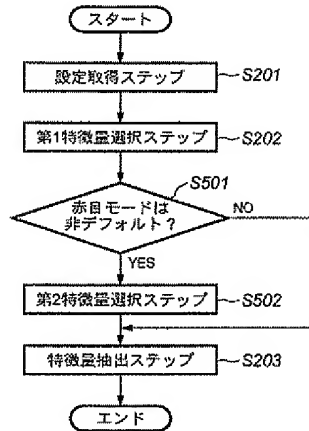 スタート
設定取得ステップ
S201
第1特徴量選択ステップ
S202
S501
赤目モードは
非デフォルト?
NO
YES
第2特徴量選択ステップ
S502
特徴量抽出ステップ
S203
エンド